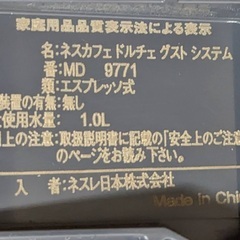 家庭用品品質表示法による表示
名:ネスカフェ ドルチェ グスト システム
番:MD 9771
類:エスプレッソ式
装置の有無:無し
使用水量: 1.0L
上の注意:取扱説明書に記載の「安全上のご注意
のページをお読み下さい。
入 者:ネスレ日本株式会社
Made in Chi